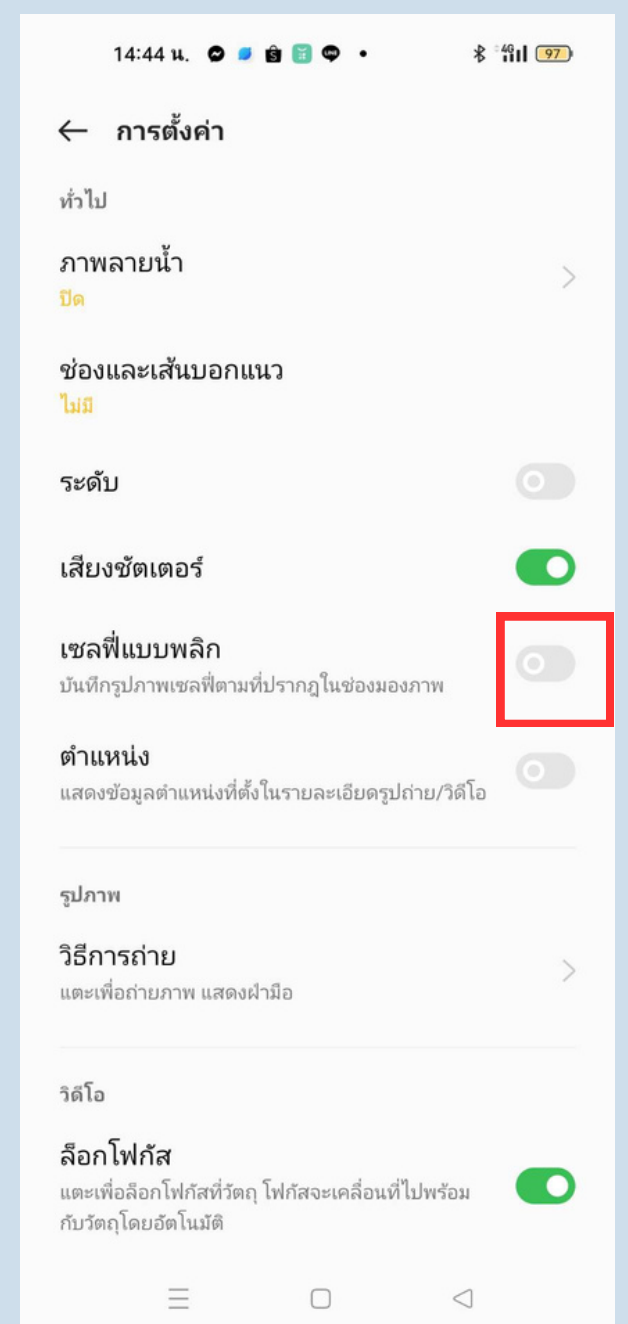 14:44 น.
4G
97
การตั้งค่า
ทั่วไป
ภาพลายน้ำ
ปิด
ช่องและเส้นบอกแนว
ไม่มี
ระดับ
เสียงชัตเตอร์
เซลฟี่แบบพลิก
บันทึกรูปภาพเซลฟี่ตามที่ปรากฏในช่องมองภาพ
ตำแหน่ง
แสดงข้อมูลตำแหน่งที่ตั้งในรายละเอียดรูปถ่าย/วิดีโอ
รูปภาพ
วิธีการถ่าย
แตะเพื่อถ่ายภาพ แสดงฝ่ามือ
วิดีโอ
ล็อกโฟกัส
แตะเพื่อล็อกโฟกัสที่วัตถุ โฟกัสจะเคลื่อนที่ไปพร้อม
กับวัตถุโดยอัตโนมัติ